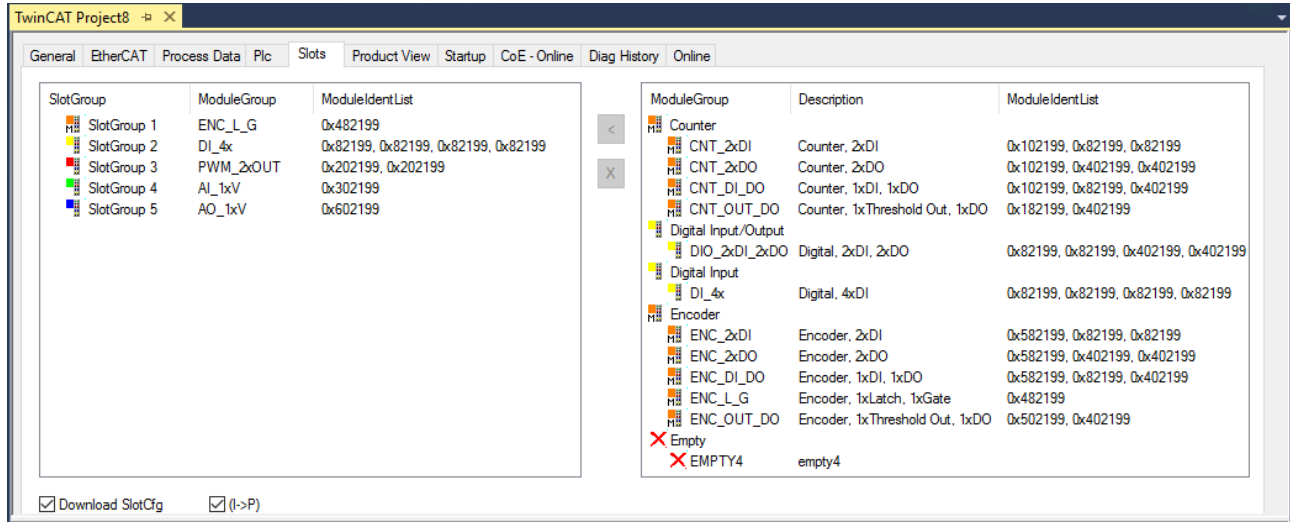 TwinCAT Project8
General EtherCAT Process Data Plc Slots Product View Startup CoE - Online Diag History Online
SlotGroup ModuleGroup ModuleIdentList
SlotGroup 1 ENC_L_G 0x482199
SlotGroup 2 DI_4x 0x82199, 0x82199, 0x82199, 0x82199
SlotGroup 3 PWM_2xOUT 0x202199, 0x202199
SlotGroup 4 AI_1xV 0x302199
SlotGroup 5 AO_1xV 0x602199
<
X
ModuleGroup Description ModuleIdentList
Counter
CNT_2xDI Counter, 2xDI 0x102199, 0x82199, 0x82199
CNT_2xDO Counter, 2xDO 0x102199, 0x402199, 0x402199
CNT_DI_DO Counter, 1xDI, 1xDO 0x102199, 0x82199, 0x402199
CNT_OUT_DO Counter, 1xThreshold Out, 1xDO 0x182199, 0x402199
Digital Input/Output
DIO_2xDI_2xDO Digital, 2xDI, 2xDO 0x82199, 0x82199, 0x402199, 0x402199
Digital Input
DI_4x Digital, 4xDI 0x82199, 0x82199, 0x82199, 0x82199
Encoder
ENC_2xDI Encoder, 2xDI 0x582199, 0x82199, 0x82199
ENC_2xDO Encoder, 2xDO 0x582199, 0x402199, 0x402199
ENC_DI_DO Encoder, 1xDI, 1xDO 0x582199, 0x82199, 0x402199
ENC_L_G Encoder, 1xLatch, 1xGate 0x482199
ENC_OUT_DO Encoder, 1xThreshold Out, 1xDO 0x502199, 0x402199
Empty
EMPTY4 empty4
Download SlotCfg (I->P)